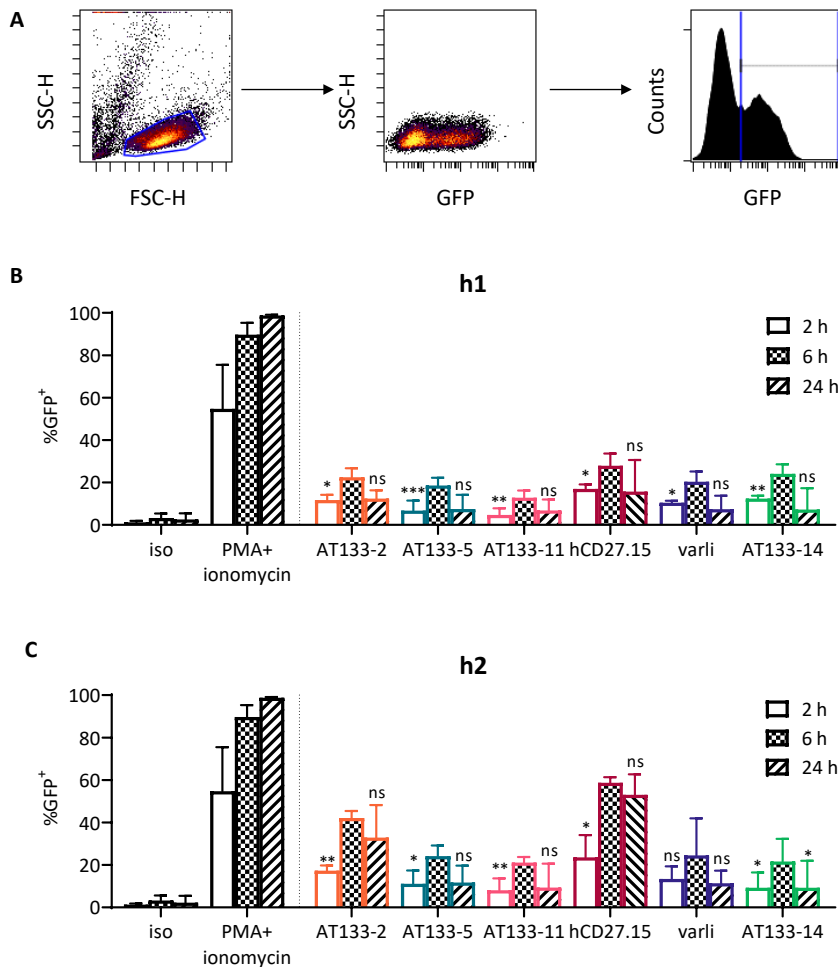 A
SSC-H
FSC-H
SSC-H
GFP
Counts
GFP
B
h1
%GFP+
100
80
60
40
20
0
2 h
6 h
24 h
* ns
*** ns
** ns
* ns
* ns
** ns
iso
PMA+
ionomycin
AT133-2
AT133-5
AT133-11
hCD27.15
varli
AT133-14
C
h2
%GFP+
100
80
60
40
20
0
2 h
6 h
24 h
** ns
* ns
** ns
* ns
ns ns
* *
iso
PMA+
ionomycin
AT133-2
AT133-5
AT133-11
hCD27.15
varli
AT133-14